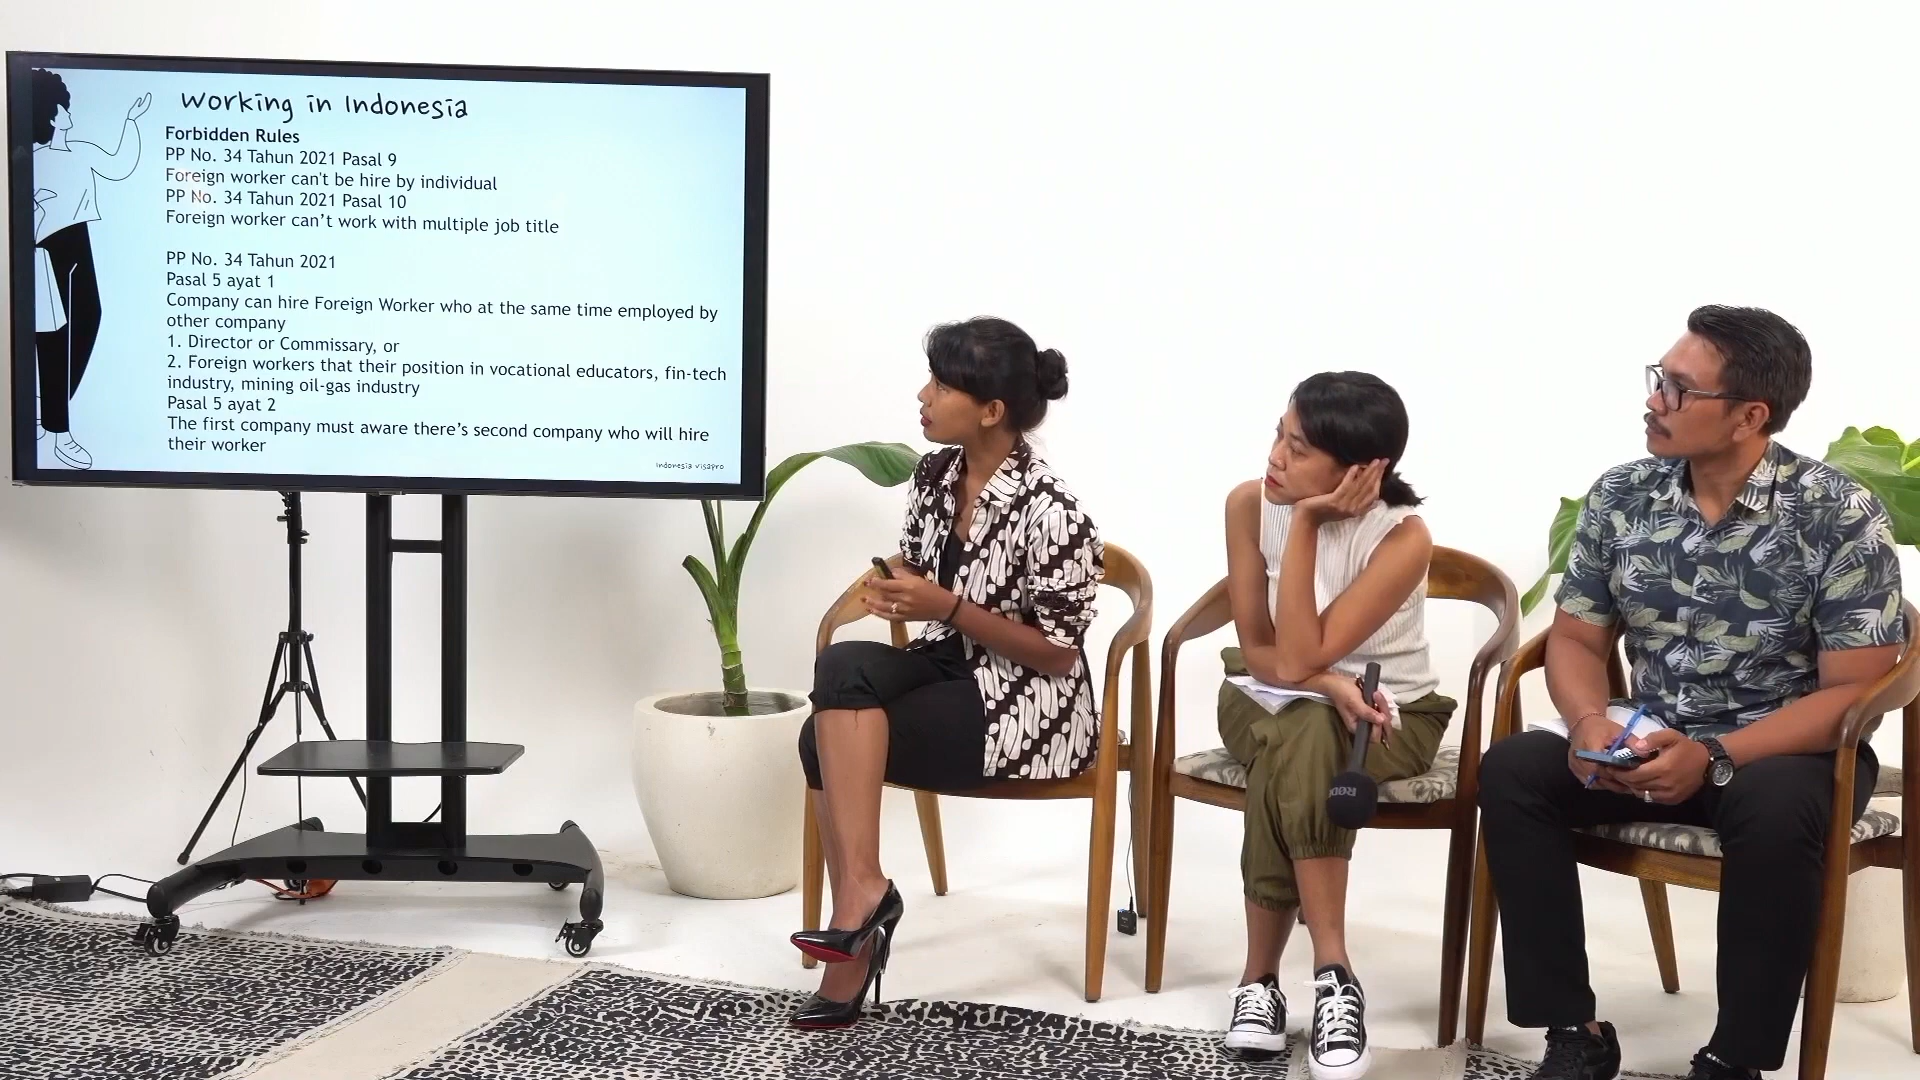 Working in Indonesia
Forbidden Rules
PP No. 34 Tahun 2021 Pasal 9
Foreign worker can't be hire by individual
PP No. 34 Tahun 2021 Pasal 10
Foreign worker can’t work with multiple job title
PP No. 34 Tahun 2021
Pasal 5 ayat 1
Company can hire Foreign Worker who at the same time employed by
other company
1. Director or Commissary, or
2. Foreign workers that their position in vocational educators, fin-tech
industry, mining oil-gas industry
Pasal 5 ayat 2
The first company must aware there’s second company who will hire
their worker
Indonesia visapro
RØDE